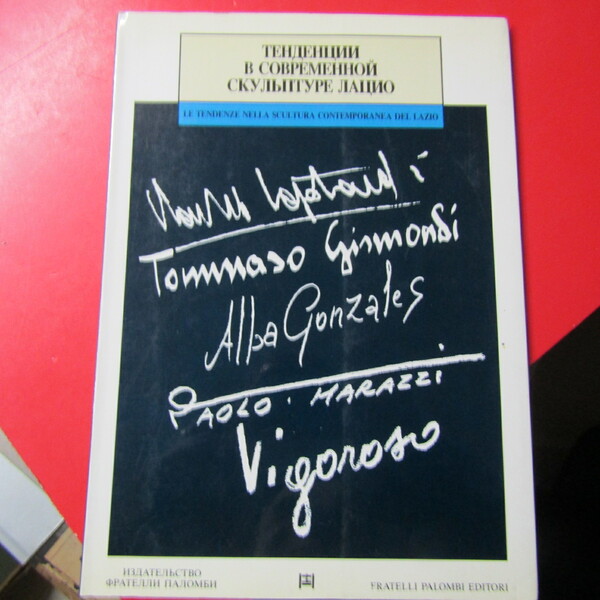 ТЕНДЕНЦИИ
В СОВРЕМЕННОЙ
СКУЛЬПТУРЕ ЛАЦИО
LE TENDENZE NELLA SCULTURA CONTEMPORANEA DEL LAZIO
Tommaso Gismondi
Alba Gonzales
PAOLO · MARAZZI
Vigoroso
ИЗДАТЕЛЬСТВО
ФРАТЕЛЛИ ПАЛОМБИ
FRATELLI PALOMBI EDITORI